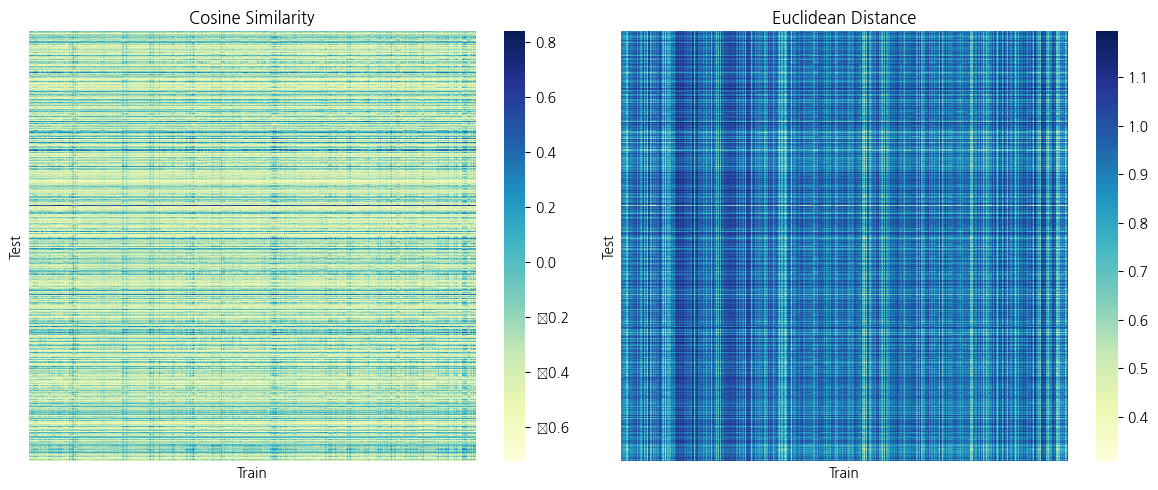 Cosine Similarity
Test
Train
0.8
0.6
0.4
0.2
0.0
▯0.2
▯0.4
▯0.6
Euclidean Distance
Test
Train
1.1
1.0
0.9
0.8
0.7
0.6
0.5
0.4